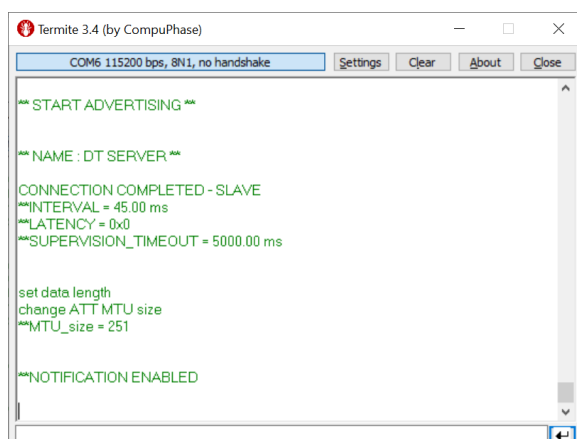 Termite 3.4 (by CompuPhase)
COM6 115200 bps, 8N1, no handshake Settings Clear About Close
** START ADVERTISING **
** NAME : DT SERVER **
CONNECTION COMPLETED - SLAVE
**INTERVAL = 45.00 ms
**LATENCY = 0x0
**SUPERVISION_TIMEOUT = 5000.00 ms
set data length
change ATT MTU size
**MTU_size = 251
**NOTIFICATION ENABLED